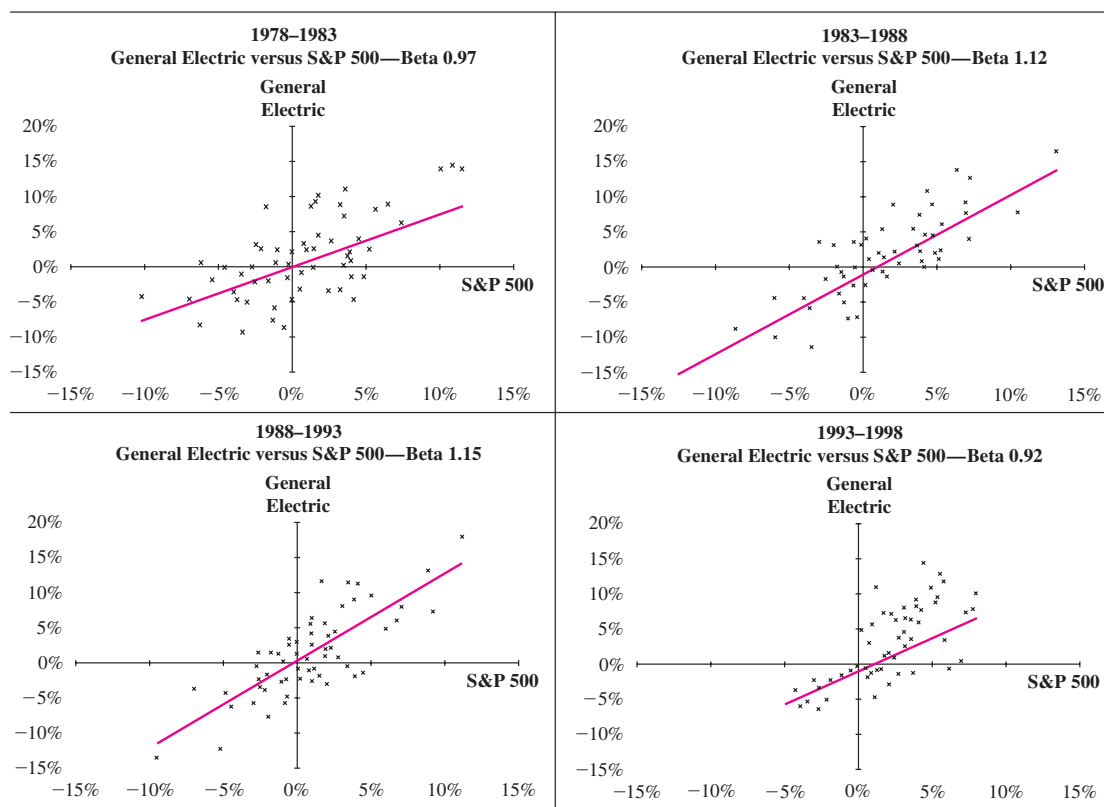 1978–1983
General Electric versus S&P 500—Beta 0.97
General
Electric
20%
15%
10%
5%
0%
S&P 500
−5%
−10%
−15%
−15% −10% −5% 0% 5% 10% 15%
1983–1988
General Electric versus S&P 500—Beta 1.12
General
Electric
20%
15%
10%
5%
0%
S&P 500
−5%
−10%
−15%
−15% −10% −5% 0% 5% 10% 15%
1988–1993
General Electric versus S&P 500—Beta 1.15
General
Electric
20%
15%
10%
5%
0%
S&P 500
−5%
−10%
−15%
−15% −10% −5% 0% 5% 10% 15%
1993–1998
General Electric versus S&P 500—Beta 0.92
General
Electric
20%
15%
10%
5%
0%
S&P 500
−5%
−10%
−15%
−15% −10% −5% 0% 5% 10% 15%